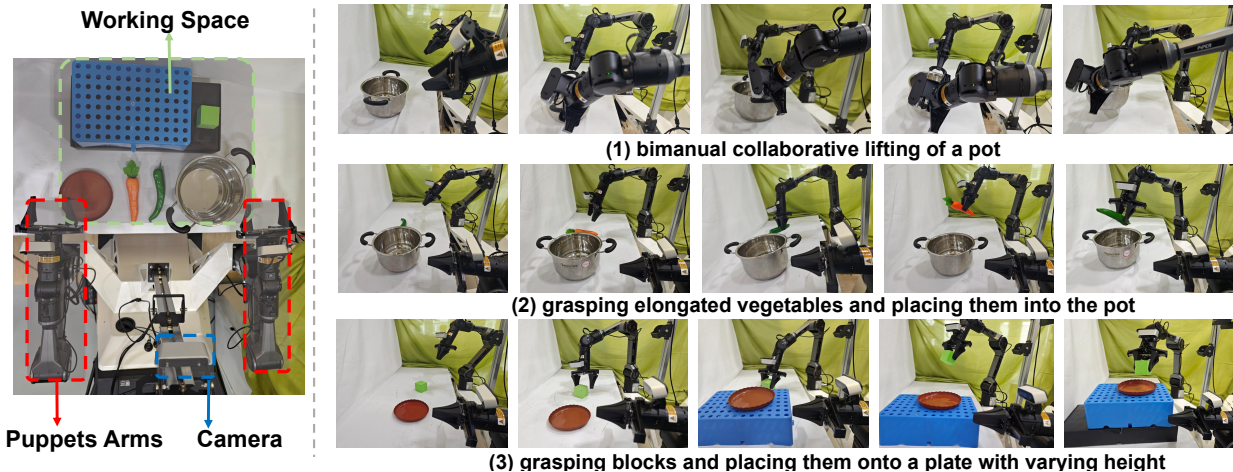 Working Space
Puppets Arms
Camera
(1) bimanual collaborative lifting of a pot
(2) grasping elongated vegetables and placing them into the pot
(3) grasping blocks and placing them onto a plate with varying height